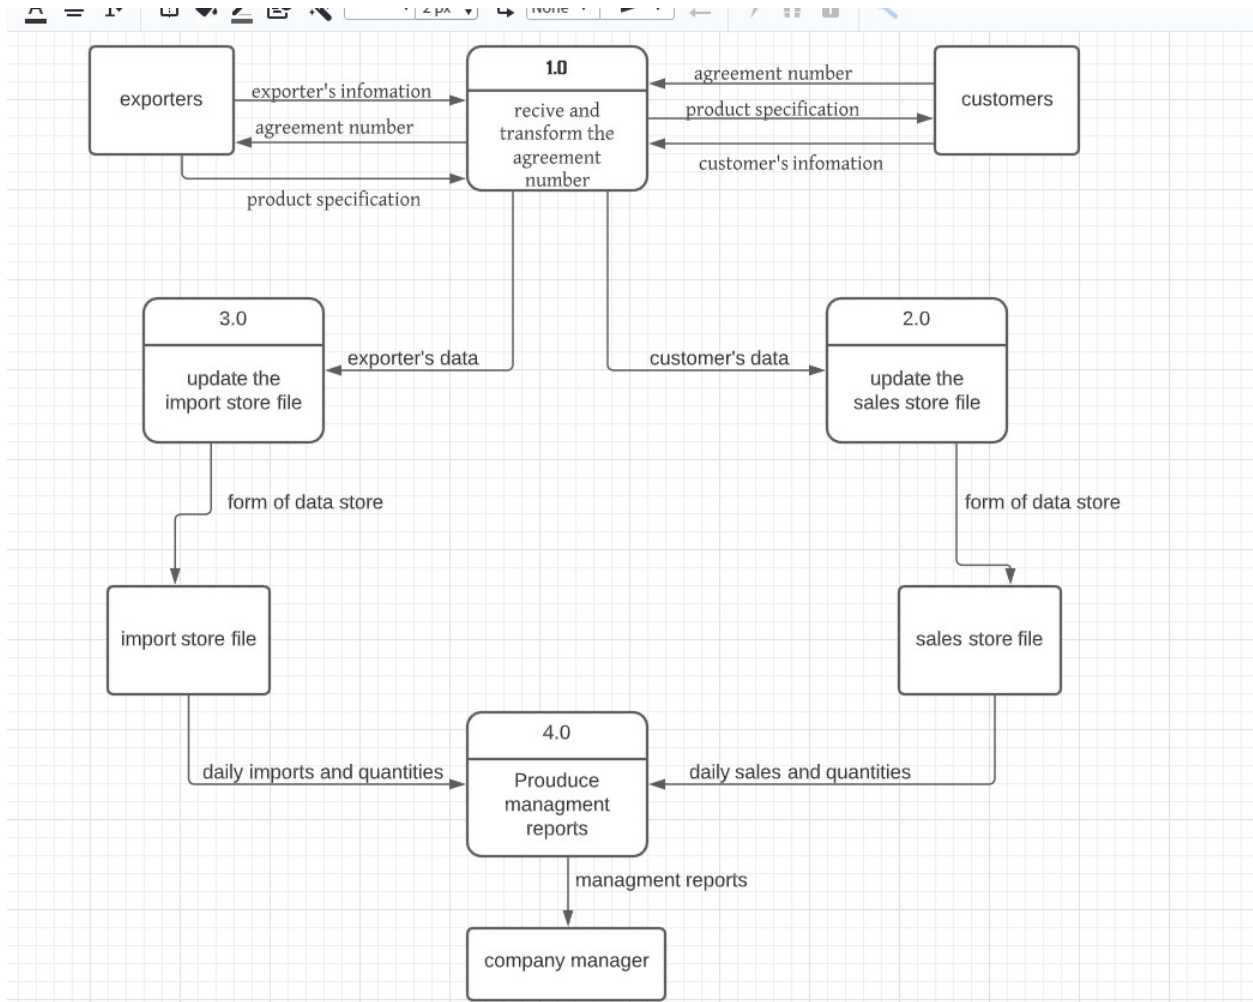 2 px
None
exporters
1.0
recive and
transform the
agreement
number
customers
exporter's infomation
agreement number
product specification
agreement number
product specification
customer's infomation
3.0
update the
import store file
exporter's data
customer's data
2.0
update the
sales store file
form of data store
form of data store
import store file
sales store file
4.0
Prouduce
managment
reports
daily imports and quantities
daily sales and quantities
managment reports
company manager